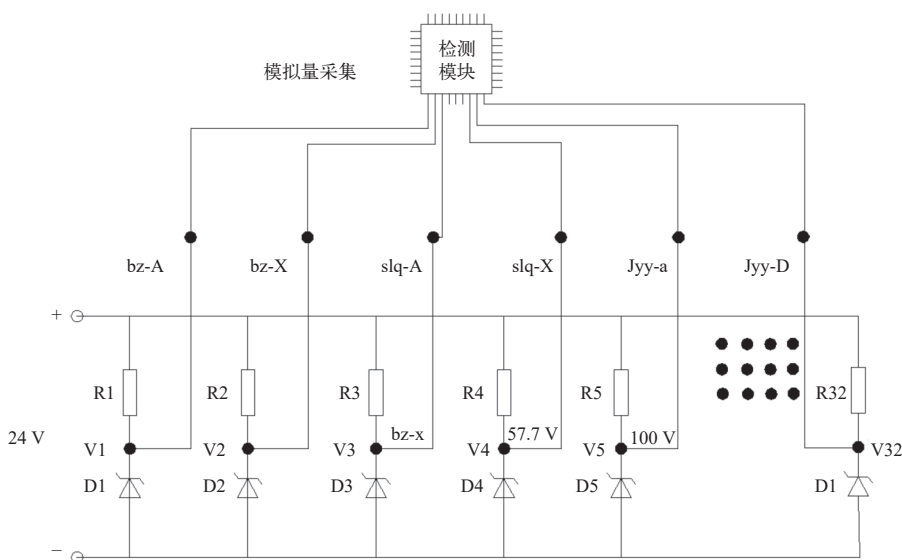 检测
模块
模拟量采集
bz-A
bz-X
slq-A
slq-X
Jyy-a
Jyy-D
+
R1
R2
R3
R4
R5
R32
24 V
V1
V2
V3
bz-x
V4
57.7 V
V5
100 V
V32
D1
D2
D3
D4
D5
D1
−